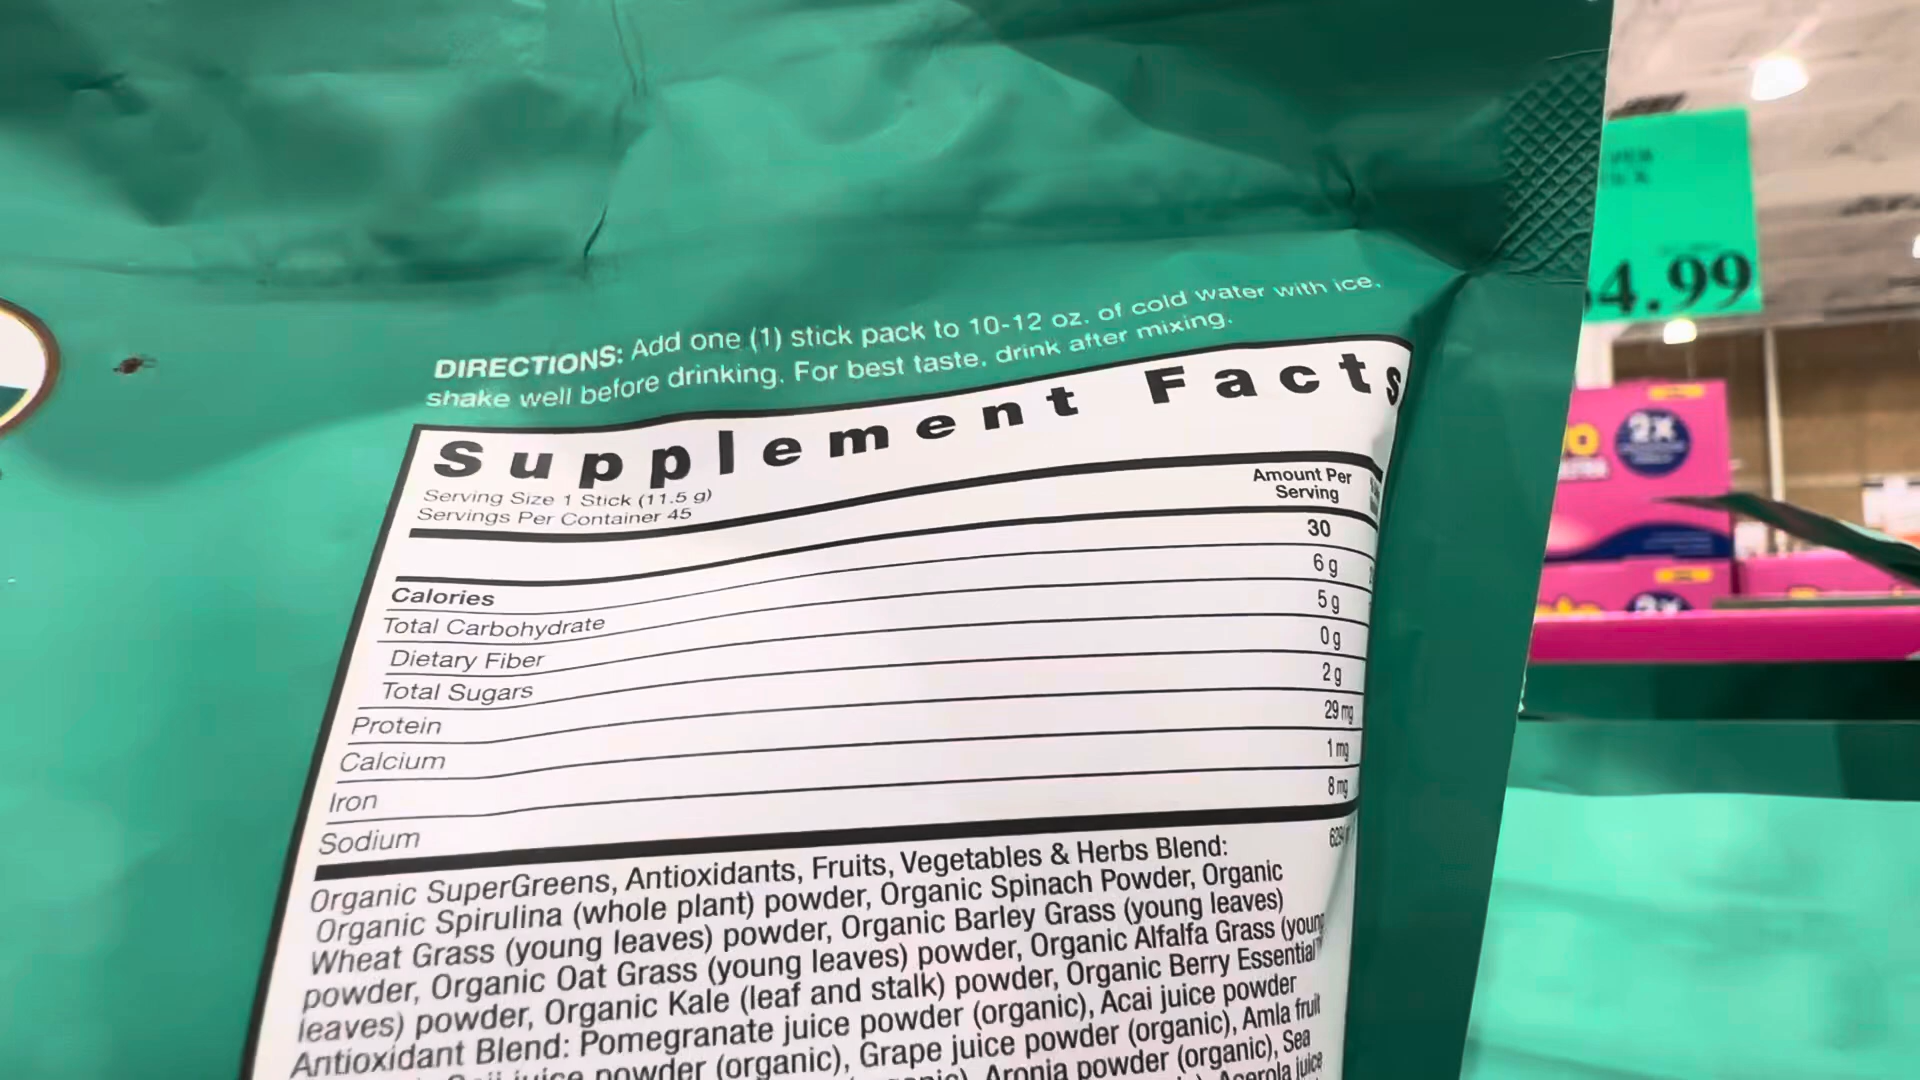 DIRECTIONS: Add one (1) stick pack to 10-12 oz. of cold water with ice,
shake well before drinking. For best taste, drink after mixing.
Supplement Facts
Serving Size 1 Stick (11.5 g)
Servings Per Container 45
Amount Per
Serving
Calories 30
Total Carbohydrate 6 g
Dietary Fiber 5 g
Total Sugars 0 g
Protein 2 g
Calcium 29 mg
Iron 1 mg
Sodium 8 mg
Organic SuperGreens, Antioxidants, Fruits, Vegetables & Herbs Blend:
Organic Spirulina (whole plant) powder, Organic Spinach Powder, Organic
Wheat Grass (young leaves) powder, Organic Barley Grass (young leaves)
powder, Organic Oat Grass (young leaves) powder, Organic Alfalfa Grass (young
leaves) powder, Organic Kale (leaf and stalk) powder, Organic Berry Essential™
Antioxidant Blend: Pomegranate juice powder (organic), Acai juice powder
juice powder (organic), Grape juice powder (organic), Amla fruit
Aronia powder (organic), Sea
Acerola juice
4.99
2X